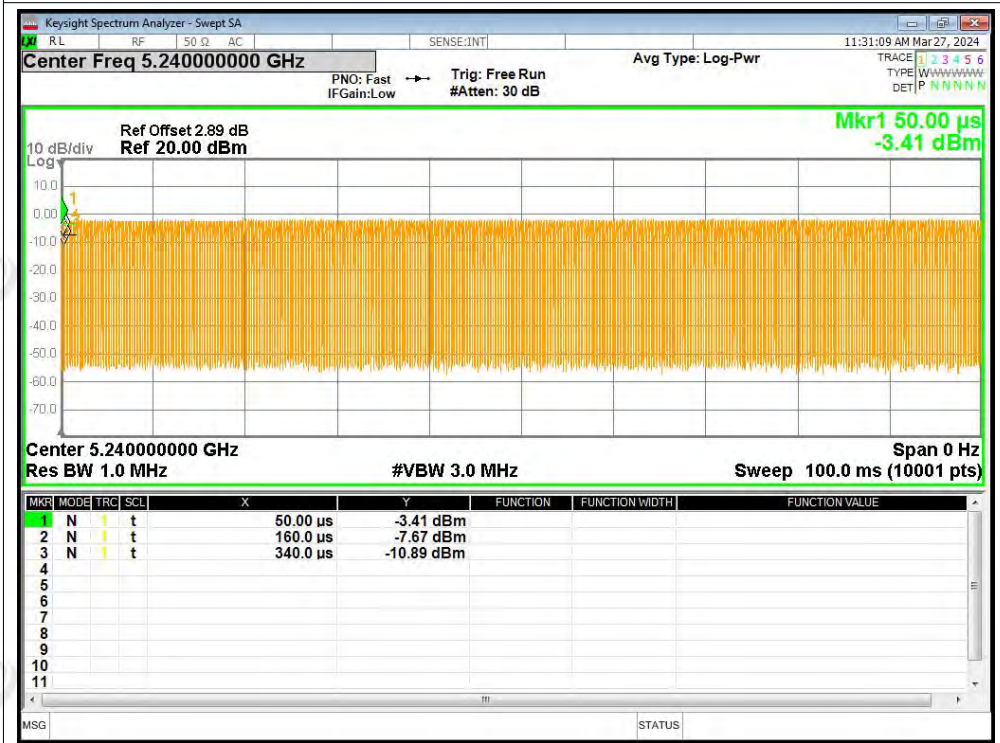 Keysight Spectrum Analyzer - Swept SA
LXI RL RF 50 Ω AC SENSE:INT 11:31:09 AM Mar 27, 2024
Center Freq 5.240000000 GHz Avg Type: Log-Pwr TRACE 1 2 3 4 5 6
PNO: Fast Trig: Free Run TYPE WWWWWW
IFGain:Low #Atten: 30 dB DET P N N N N N
Mkr1 50.00 µs
-3.41 dBm
Ref Offset 2.89 dB
10 dB/div Ref 20.00 dBm
Log
10.0
0.00
-10.0
-20.0
-30.0
-40.0
-50.0
-60.0
-70.0
1
Center 5.240000000 GHz Span 0 Hz
Res BW 1.0 MHz #VBW 3.0 MHz Sweep 100.0 ms (10001 pts)
MKR MODE TRC SCL X Y FUNCTION FUNCTION WIDTH FUNCTION VALUE
1 N 1 t 50.00 µs -3.41 dBm
2 N 1 t 160.0 µs -7.67 dBm
3 N 1 t 340.0 µs -10.89 dBm
4
5
6
7
8
9
10
11
MSG STATUS